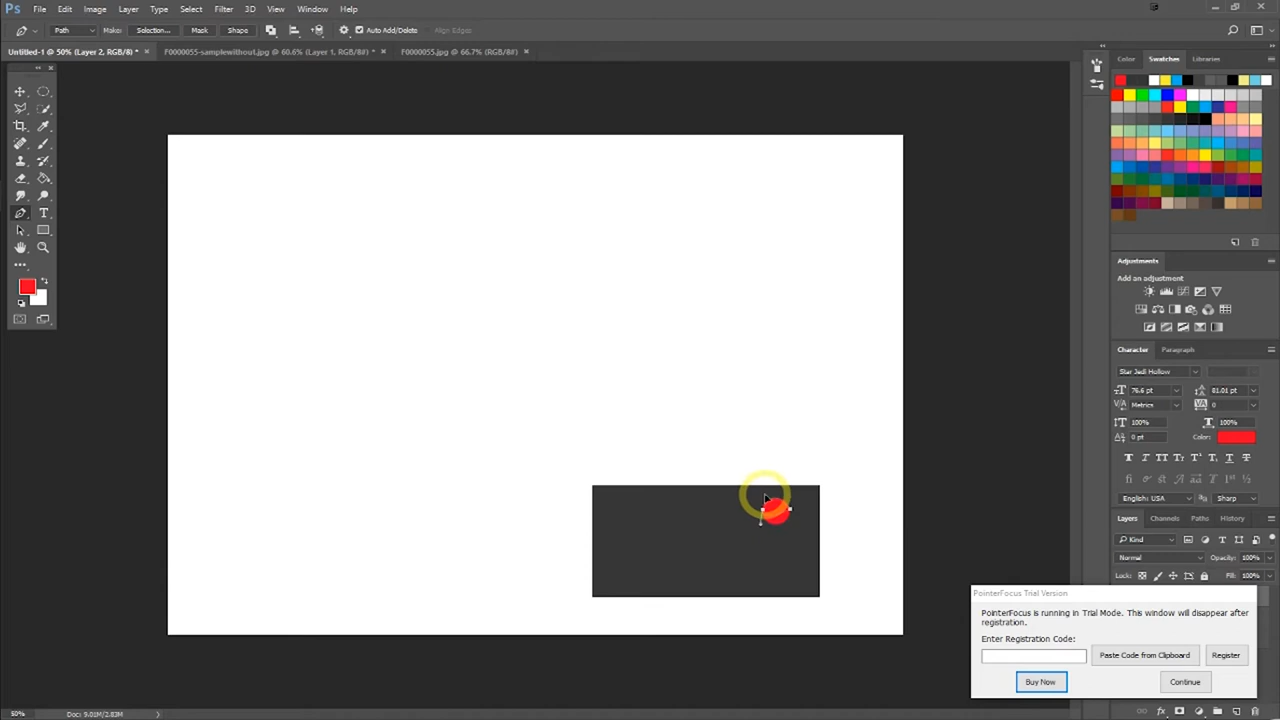 Ps File Edit Image Layer Type Select Filter 3D View Window Help
Path Make: Selection... Mask Shape Auto Add/Delete Align Edges
Untitled-1 @ 50% (Layer 2, RGB/8) * × F0000055-samplewithout.jpg @ 60.6% (Layer 1, RGB/8) * × F0000055.jpg @ 66.7% (RGB/8) ×
Color Swatches Libraries
Adjustments
Add an adjustment
Character Paragraph
Star Jedi Hollow
76.6 pt 81.01 pt
Metrics 0
100% 100%
0 pt Color:
English: USA Sharp
Layers Channels Paths History
Kind
Normal Opacity: 100%
Lock: Fill: 100%
PointerFocus Trial Version
PointerFocus is running in Trial Mode. This window will disappear after
registration.
Enter Registration Code:
Paste Code from Clipboard Register
Buy Now Continue
50% Doc: 9.01M/2.83M